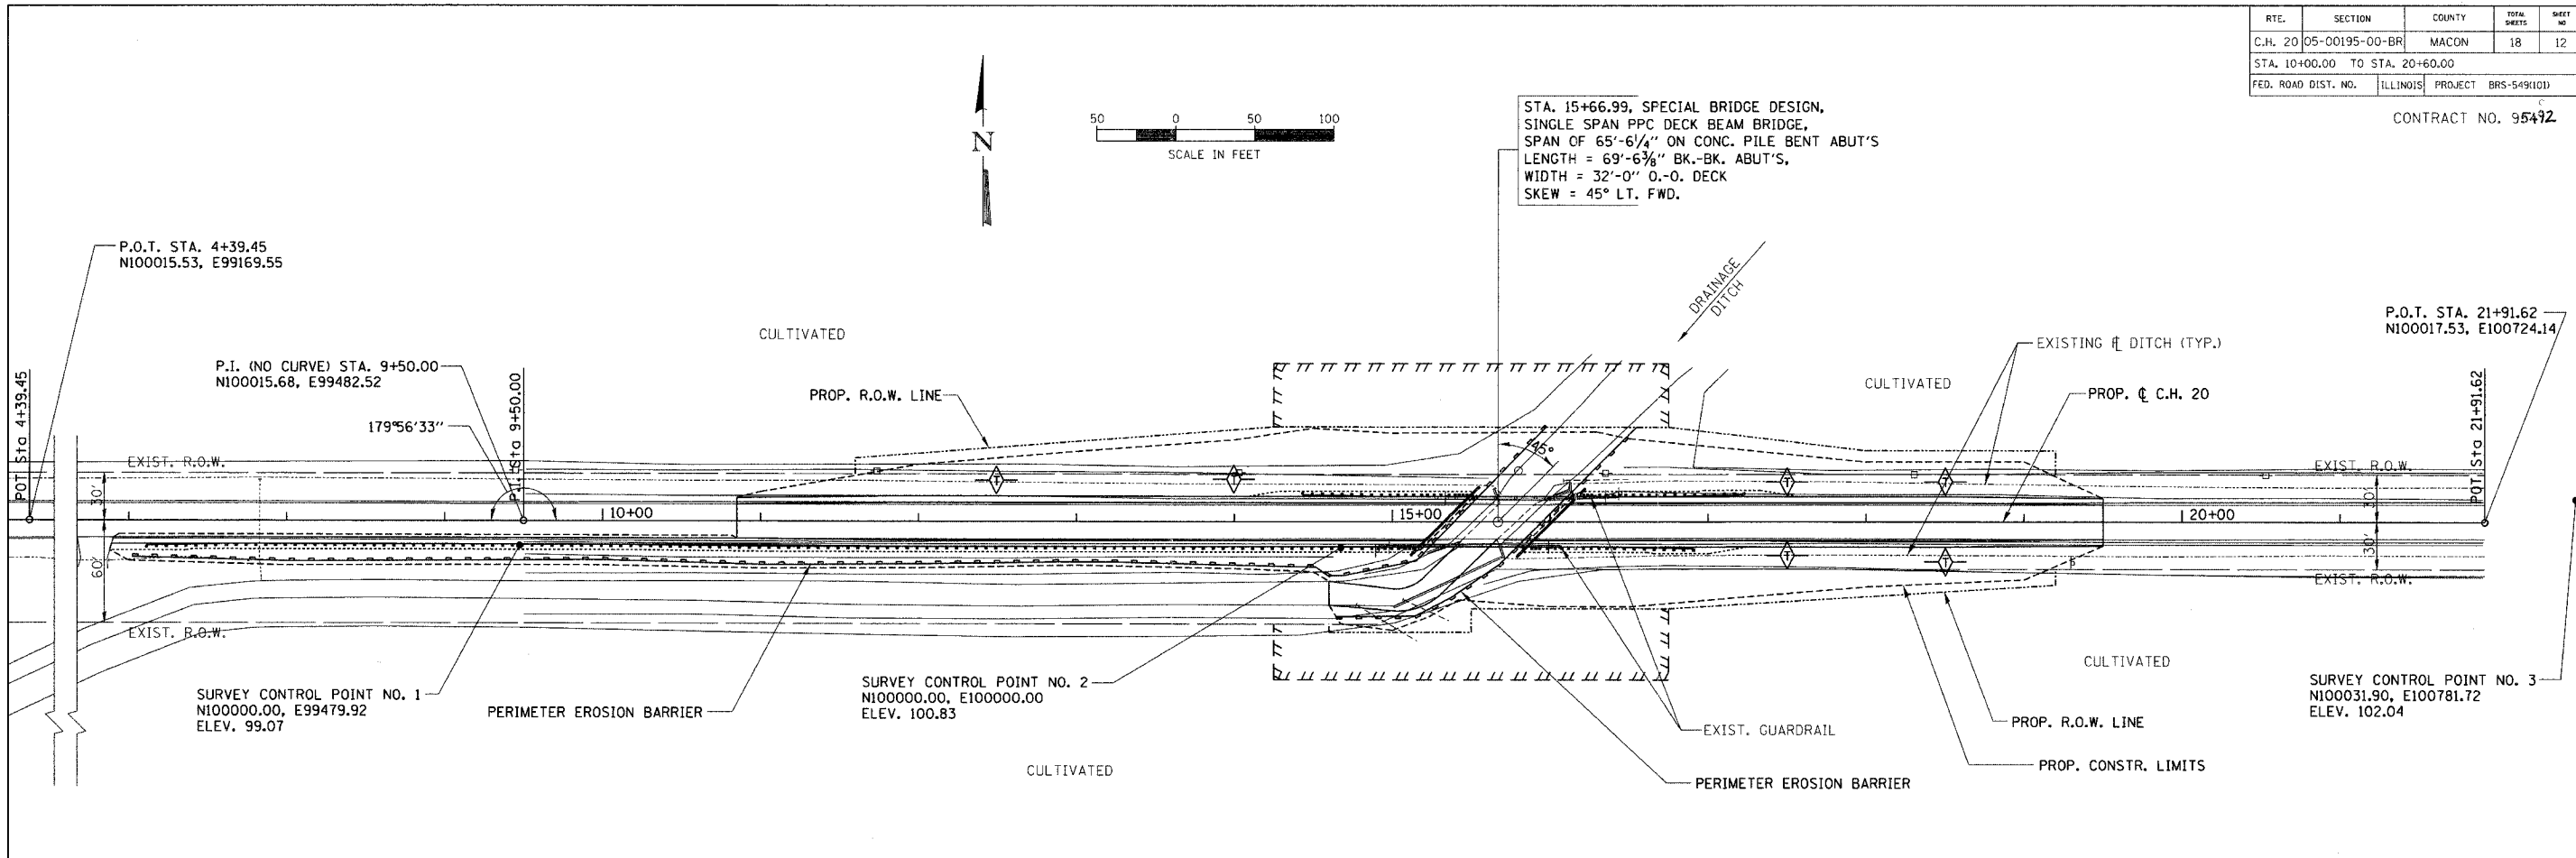 RTE. SECTION COUNTY TOTAL SHEETS SHEET NO
C.H. 20 05-00195-00-BR MACON 18 12
STA. 10+00.00 TO STA. 20+60.00
FED. ROAD DIST. NO. ILLINOIS PROJECT BRS-549(101)
C
CONTRACT NO. 95492
N
50 0 50 100
SCALE IN FEET
STA. 15+66.99, SPECIAL BRIDGE DESIGN,
SINGLE SPAN PPC DECK BEAM BRIDGE,
SPAN OF 65'-6 1/4" ON CONC. PILE BENT ABUT'S
LENGTH = 69'-6 3/8" BK.-BK. ABUT'S,
WIDTH = 32'-0" O.-O. DECK
SKEW = 45° LT. FWD.
P.O.T. STA. 4+39.45
N100015.53, E99169.55
DRAINAGE
DITCH
CULTIVATED
P.O.T. STA. 21+91.62
N100017.53, E100724.14
EXISTING ℄ DITCH (TYP.)
P.I. (NO CURVE) STA. 9+50.00
N100015.68, E99482.52
CULTIVATED
PROP. R.O.W. LINE
PROP. ℄ C.H. 20
179°56'33"
POT Sta 4+39.45
Sta 9+50.00
POT Sta 21+91.62
45°
EXIST. R.O.W.
EXIST. R.O.W.
T
T
T
T
30'
30'
10+00
15+00
20+00
60'
30'
T
T
EXIST. R.O.W.
EXIST. R.O.W.
SURVEY CONTROL POINT NO. 1
N100000.00, E99479.92
ELEV. 99.07
PERIMETER EROSION BARRIER
SURVEY CONTROL POINT NO. 2
N100000.00, E100000.00
ELEV. 100.83
CULTIVATED
SURVEY CONTROL POINT NO. 3
N100031.90, E100781.72
ELEV. 102.04
EXIST. GUARDRAIL
PROP. R.O.W. LINE
CULTIVATED
PROP. CONSTR. LIMITS
PERIMETER EROSION BARRIER